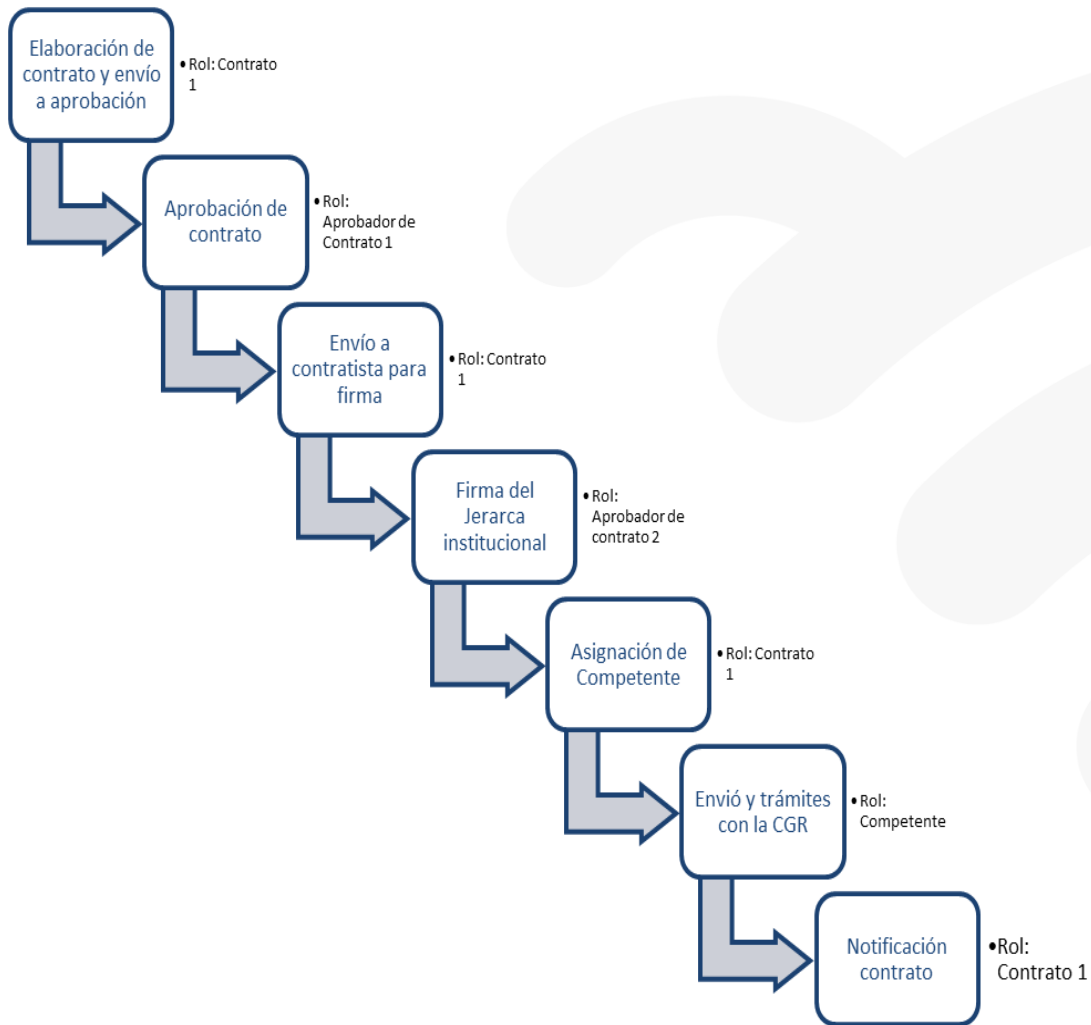 Elaboración de
contrato y envío
a aprobación
• Rol: Contrato
1
Aprobación de
contrato
• Rol:
Aprobador de
Contrato 1
Envío a
contratista para
firma
• Rol: Contrato
1
Firma del
Jerarca
institucional
• Rol:
Aprobador de
contrato 2
Asignación de
Competente
• Rol: Contrato
1
Envió y trámites
con la CGR
• Rol:
Competente
Notificación
contrato
• Rol:
Contrato 1